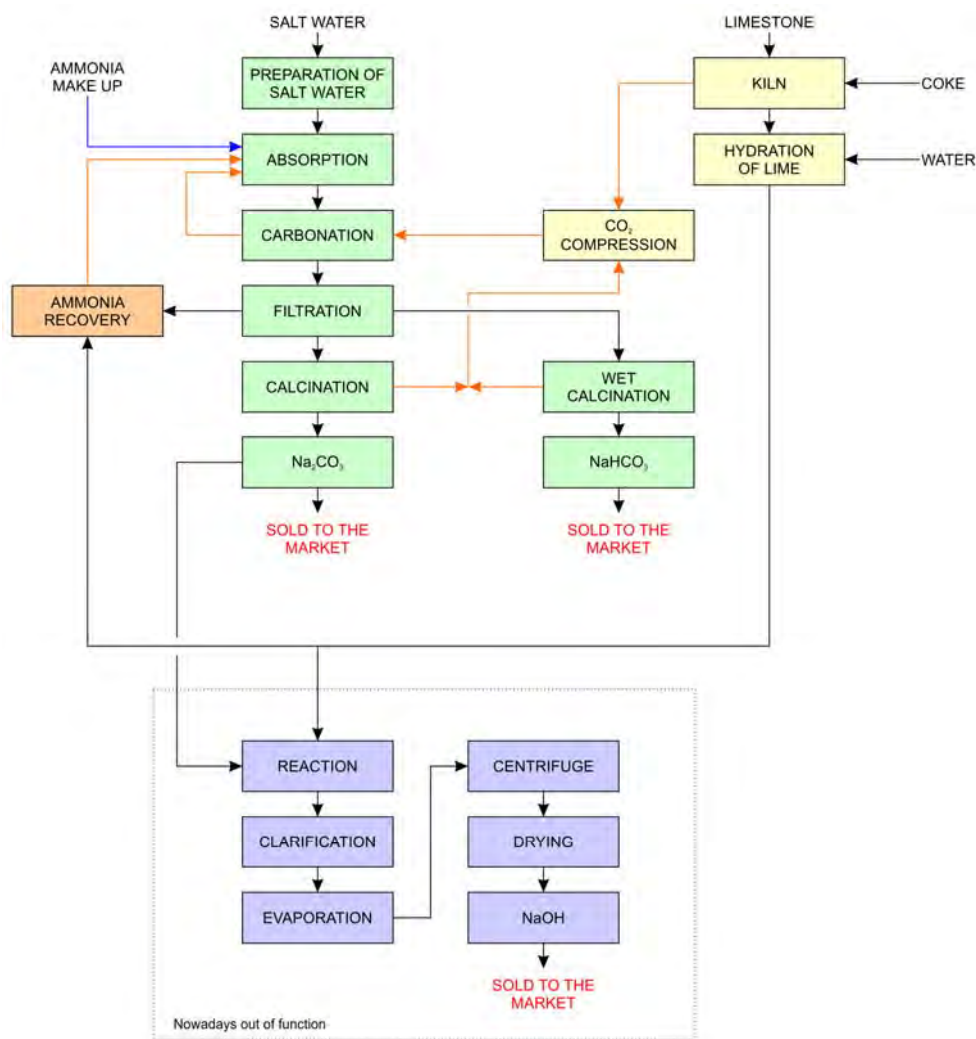 SALT WATER
LIMESTONE
AMMONIA
MAKE UP
PREPARATION OF
SALT WATER
KILN
COKE
ABSORPTION
HYDRATION
OF LIME
WATER
CARBONATION
CO₂
COMPRESSION
AMMONIA
RECOVERY
FILTRATION
CALCINATION
WET
CALCINATION
Na₂CO₃
NaHCO₃
SOLD TO THE
MARKET
SOLD TO THE
MARKET
REACTION
CENTRIFUGE
CLARIFICATION
DRYING
EVAPORATION
NaOH
SOLD TO THE
MARKET
Nowadays out of function